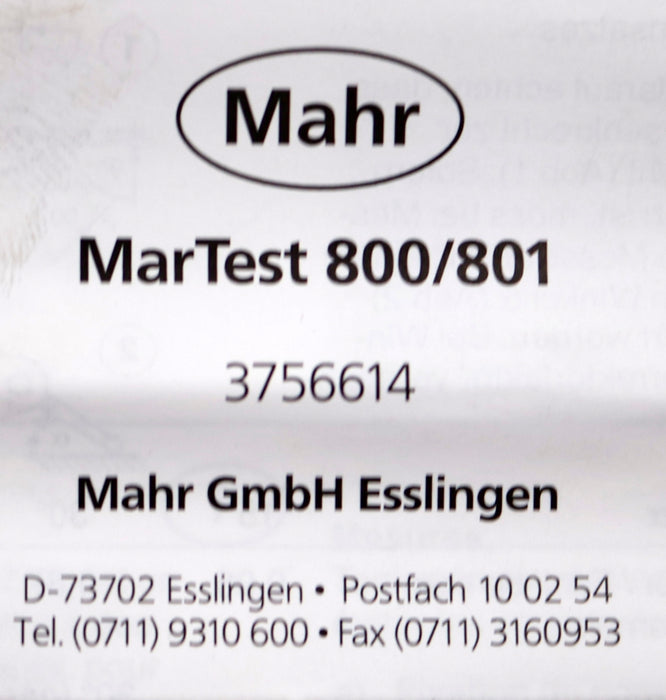 Mahr
MarTest 800/801
3756614
Mahr GmbH Esslingen
D-73702 Esslingen • Postfach 10 02 54
Tel. (0711) 9310 600 • Fax (0711) 3160953